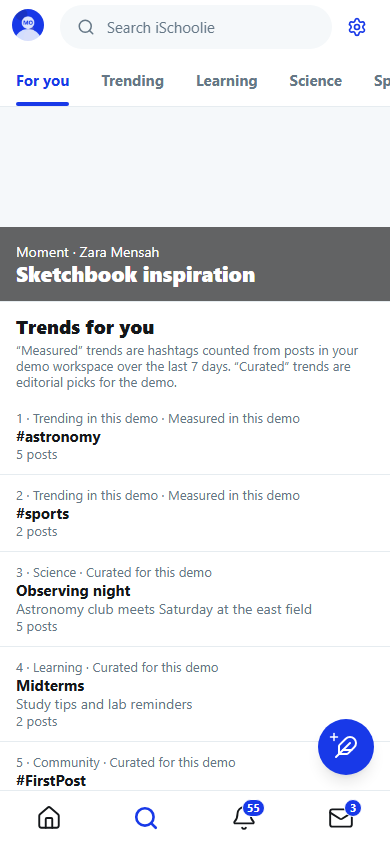 MO
Search iSchoolie
For you
Trending
Learning
Science
Sp
Moment · Zara Mensah
Sketchbook inspiration
Trends for you
“Measured” trends are hashtags counted from posts in your
demo workspace over the last 7 days. “Curated” trends are
editorial picks for the demo.
1 · Trending in this demo · Measured in this demo
#astronomy
5 posts
2 · Trending in this demo · Measured in this demo
#sports
2 posts
3 · Science · Curated for this demo
Observing night
Astronomy club meets Saturday at the east field
5 posts
4 · Learning · Curated for this demo
Midterms
Study tips and lab reminders
2 posts
5 · Community · Curated for this demo
#FirstPost
55
3